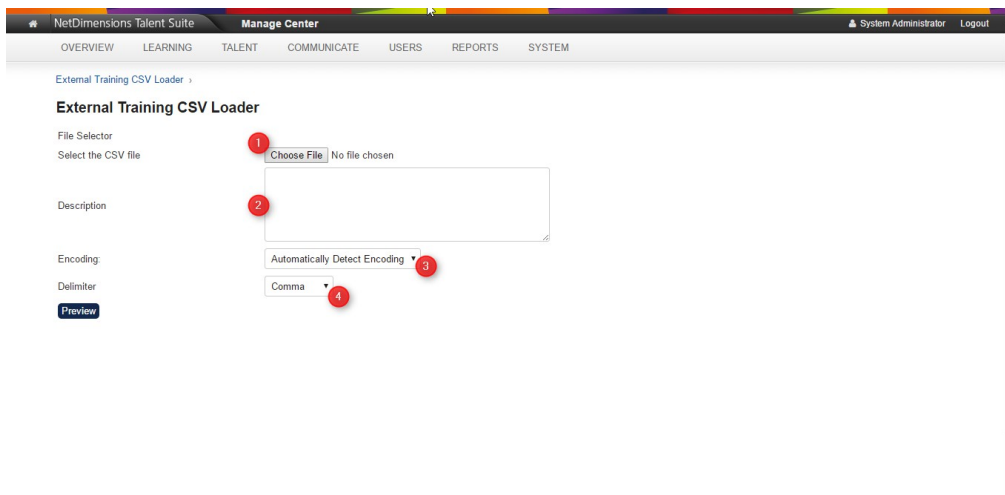 NetDimensions Talent Suite Manage Center System Administrator Logout
OVERVIEW LEARNING TALENT COMMUNICATE USERS REPORTS SYSTEM
External Training CSV Loader ›
External Training CSV Loader
File Selector
1
Select the CSV file Choose File No file chosen
Description 2
Encoding: Automatically Detect Encoding 3
Delimiter Comma 4
Preview